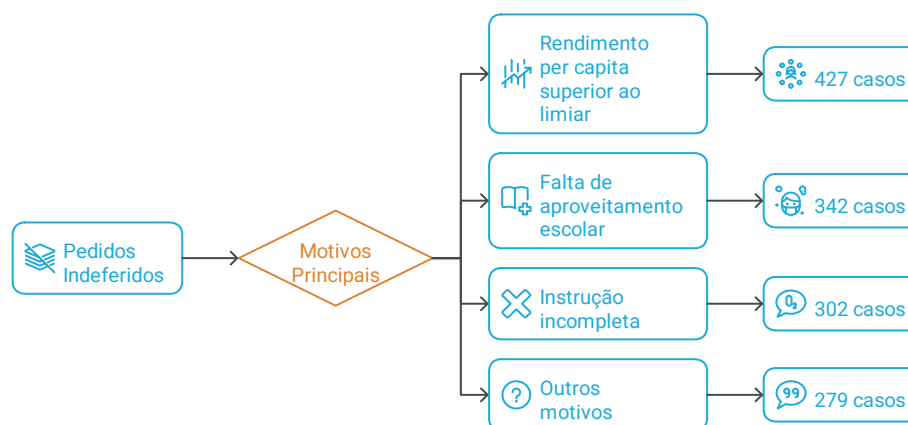 Pedidos
Indeferidos
Motivos
Principais
Rendimento
per capita
superior ao
limiar
427 casos
Falta de
aproveitamento
escolar
342 casos
Instrução
incompleta
302 casos
Outros
motivos
279 casos